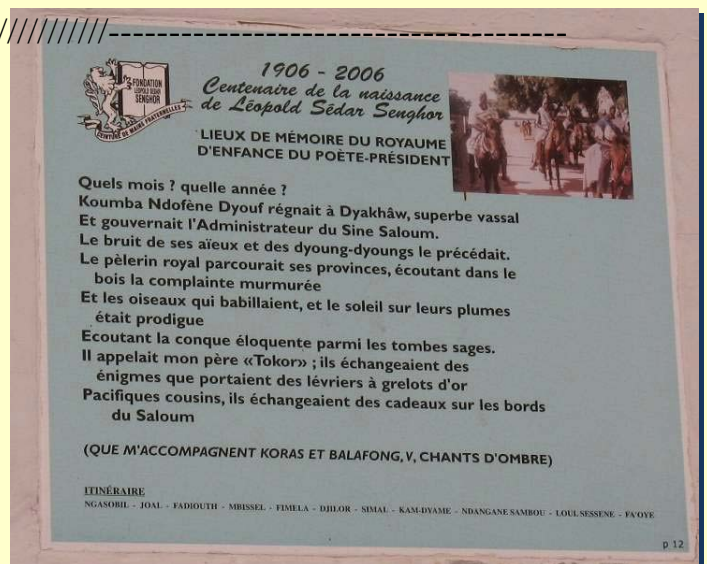 ///////////----------------------------------------
FONDATION
LEOPOLD SEDAR
SENGHOR
CEINTURE DE MAINS FRATERNELLES
1906 - 2006
Centenaire de la naissance
de Léopold Sédar Senghor
LIEUX DE MÉMOIRE DU ROYAUME
D'ENFANCE DU POÈTE-PRÉSIDENT
Quels mois ? quelle année ?
Koumba Ndofène Dyouf régnait à Dyakhâw, superbe vassal
Et gouvernait l'Administrateur du Sine Saloum.
Le bruit de ses aïeux et des dyoung-dyoungs le précédait.
Le pèlerin royal parcourait ses provinces, écoutant dans le
bois la complainte murmurée
Et les oiseaux qui babillaient, et le soleil sur leurs plumes
était prodigue
Ecoutant la conque éloquente parmi les tombes sages.
Il appelait mon père «Tokor» ; ils échangeaient des
énigmes que portaient des lévriers à grelots d'or
Pacifiques cousins, ils échangeaient des cadeaux sur les bords
du Saloum
(QUE M'ACCOMPAGNENT KORAS ET BALAFONG, V, CHANTS D'OMBRE)
ITINÉRAIRE
NGASOBIL - JOAL - FADIOUTH - MBISSEL - FIMELA - DJILOR - SIMAL - KAM-DYAME - NDANGANE SAMBOU - LOUL SESSENE - FA'OYE
p 12